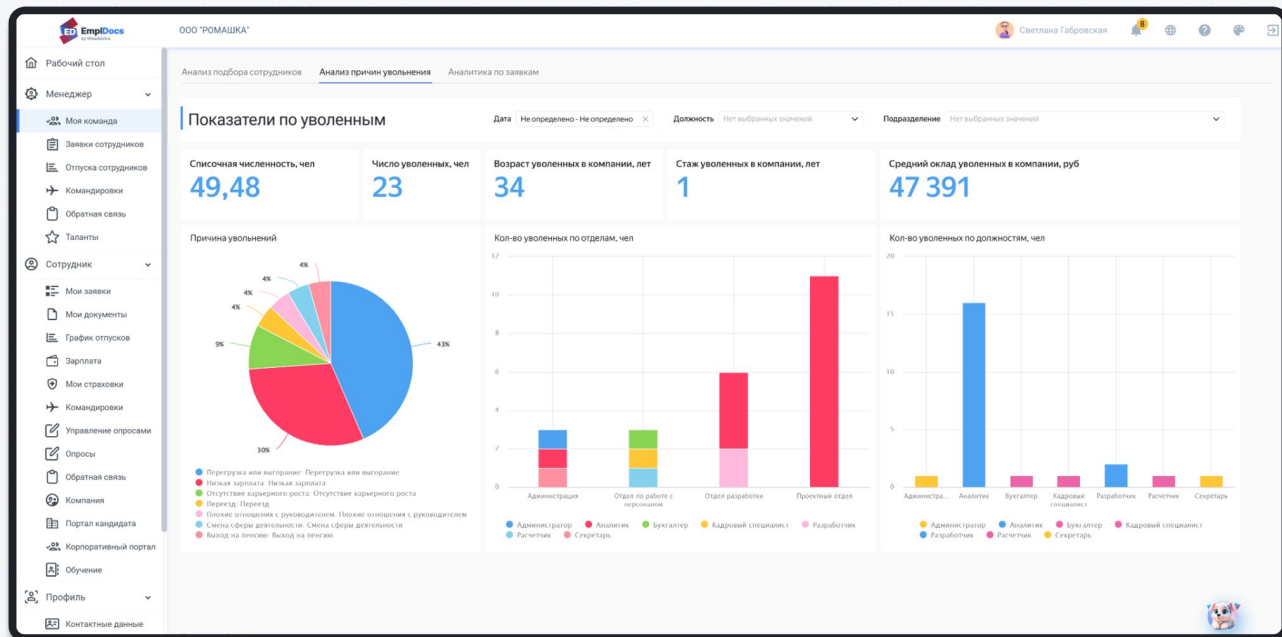 ED EmplDocs
by WiseAdvice
ООО "РОМАШКА"
Светлана Габровская
8
Рабочий стол
Менеджер
Моя команда
Заявки сотрудников
Отпуска сотрудников
Командировки
Обратная связь
Таланты
Сотрудник
Мои заявки
Мои документы
График отпусков
Зарплата
Мои страховки
Командировки
Управление опросами
Опросы
Обратная связь
Компания
Портал кандидата
Корпоративный портал
Обучение
Профиль
Контактные данные
Анализ подбора сотрудников Анализ причин увольнения Аналитика по заявкам
Показатели по уволенным
Дата Не определено - Не определено ×
Должность Нет выбранных значений
Подразделение Нет выбранных значений
Списочная численность, чел
49,48
Число уволенных, чел
23
Возраст уволенных в компании, лет
34
Стаж уволенных в компании, лет
1
Средний оклад уволенных в компании, руб
47 391
Причина увольнений
4%
4%
4%
4%
9%
43%
30%
Перегрузка или выгорание Перегрузка или выгорание
Низкая зарплата Низкая зарплата
Отсутствие карьерного роста. Отсутствие карьерного роста
Переезд Переезд
Плохие отношения с руководителем. Плохие отношения с руководителем
Смена сферы деятельности. Смена сферы деятельности
Выход на пенсию Выход на пенсию
Кол-во уволенных по отделам, чел
12
10
8
6
4
2
0
Администрация Отдел по работе с Отдел разработки Проектный отдел
персоналом
Администратор Аналитик Бухгалтер Кадровый специалист Разработчик
Расчетчик Секретарь
Кол-во уволенных по должностям, чел
20
15
10
5
0
Администра... Аналитик Бухгалтер Кадровый Разработчик Расчетчик Секретарь
специалист
Администратор Аналитик Бухгалтер Кадровый специалист
Разработчик Расчетчик Секретарь